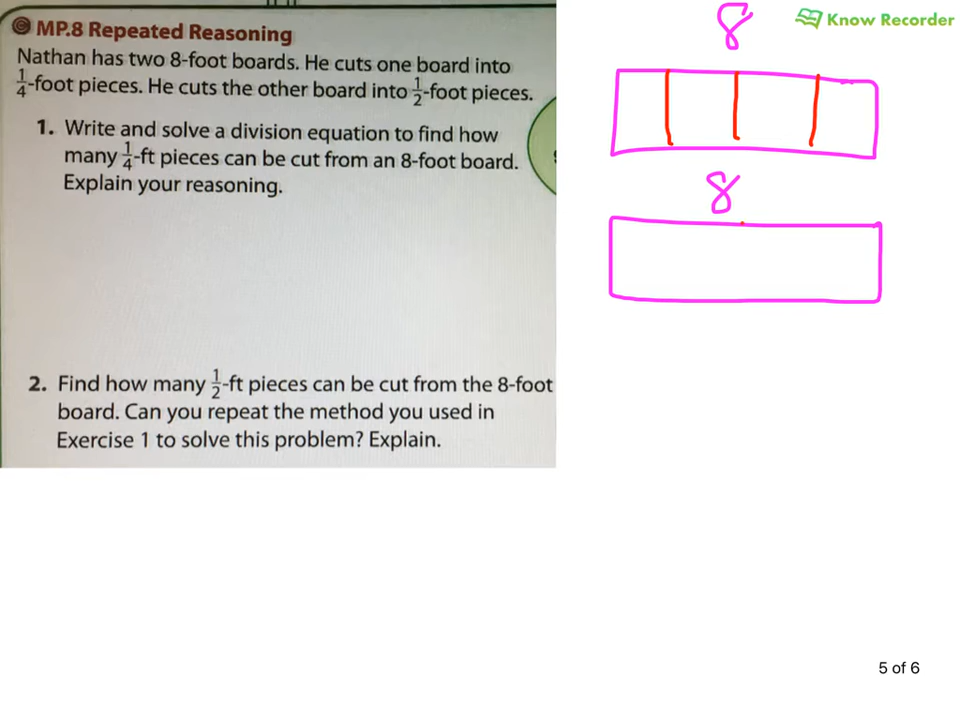 8
Know Recorder
MP.8 Repeated Reasoning
Nathan has two 8-foot boards. He cuts one board into
1/4-foot pieces. He cuts the other board into 1/2-foot pieces.
1. Write and solve a division equation to find how
many 1/4-ft pieces can be cut from an 8-foot board.
Explain your reasoning.
8
2. Find how many 1/2-ft pieces can be cut from the 8-foot
board. Can you repeat the method you used in
Exercise 1 to solve this problem? Explain.
5 of 6